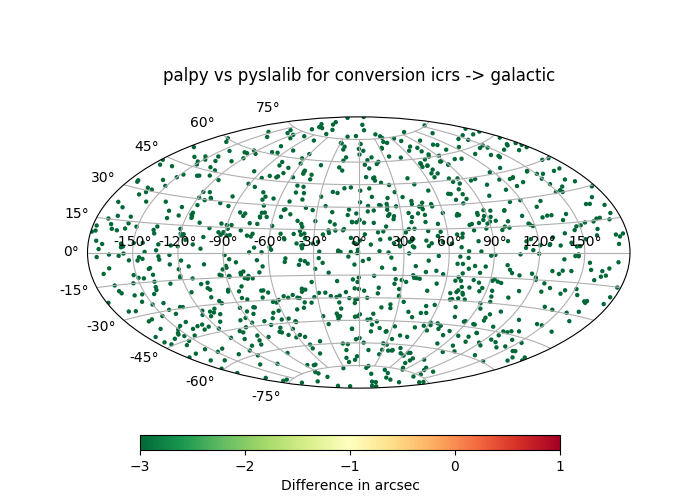 palpy vs pyslalib for conversion icrs -> galactic
75°
60°
45°
30°
15°
-150° -120° -90° -60° -30° 0° 30° 60° 90° 120° 150°
0°
-15°
-30°
-45°
-60°
-75°
−3 −2 −1 0 1
Difference in arcsec